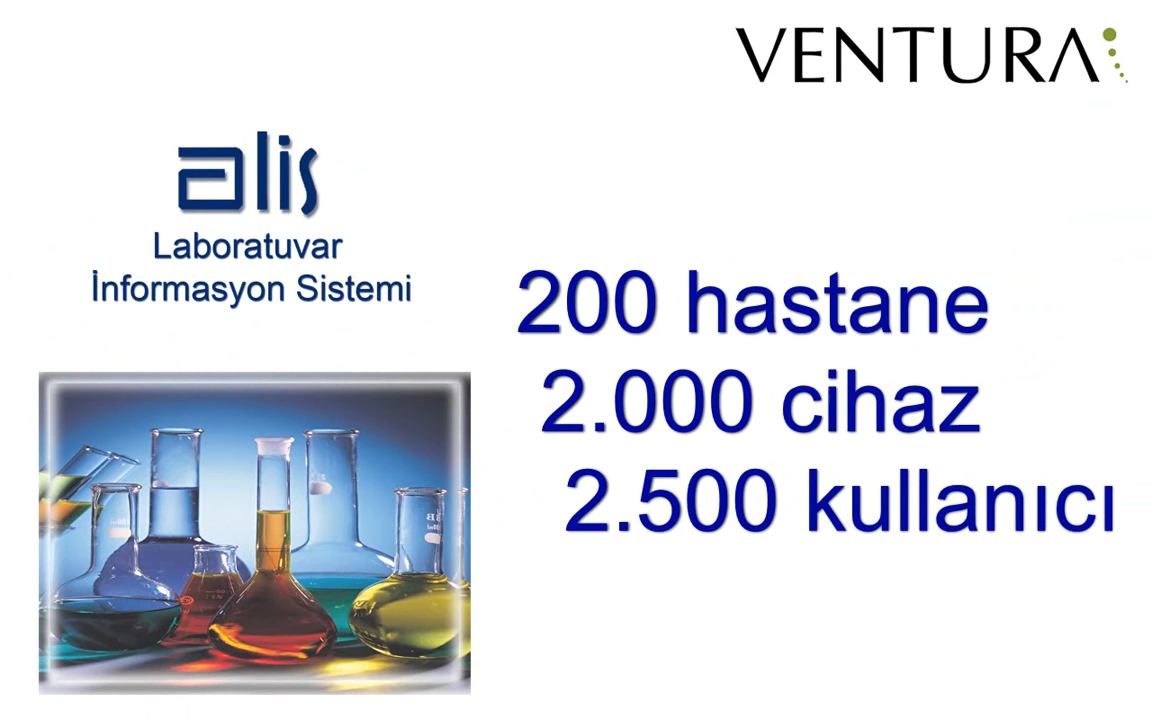 VENTURA
alis
Laboratuvar
İnformasyon Sistemi
200 hastane
2.000 cihaz
2.500 kullanıcı